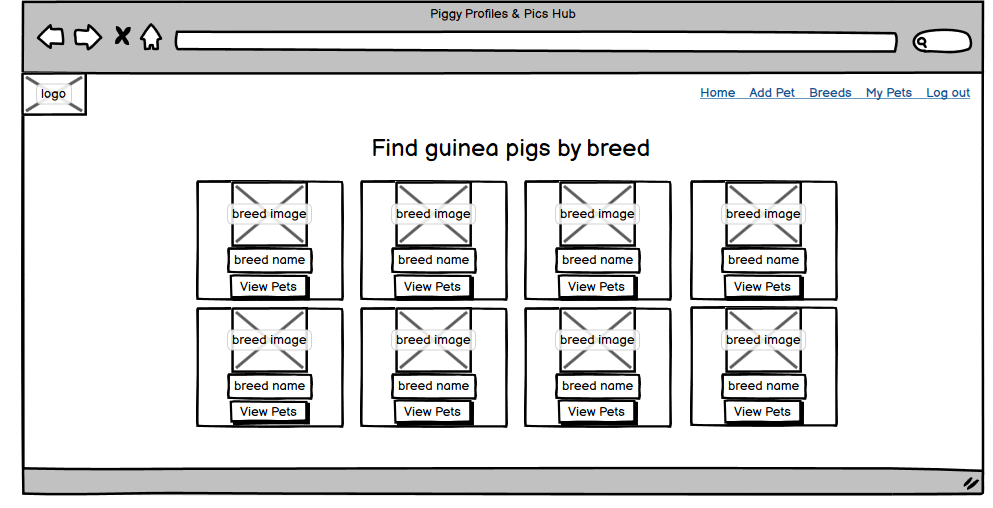 Piggy Profiles & Pics Hub
logo
Home Add Pet Breeds My Pets Log out
Find guinea pigs by breed
breed image breed image breed image breed image
breed name breed name breed name breed name
View Pets View Pets View Pets View Pets
breed image breed image breed image breed image
breed name breed name breed name breed name
View Pets View Pets View Pets View Pets